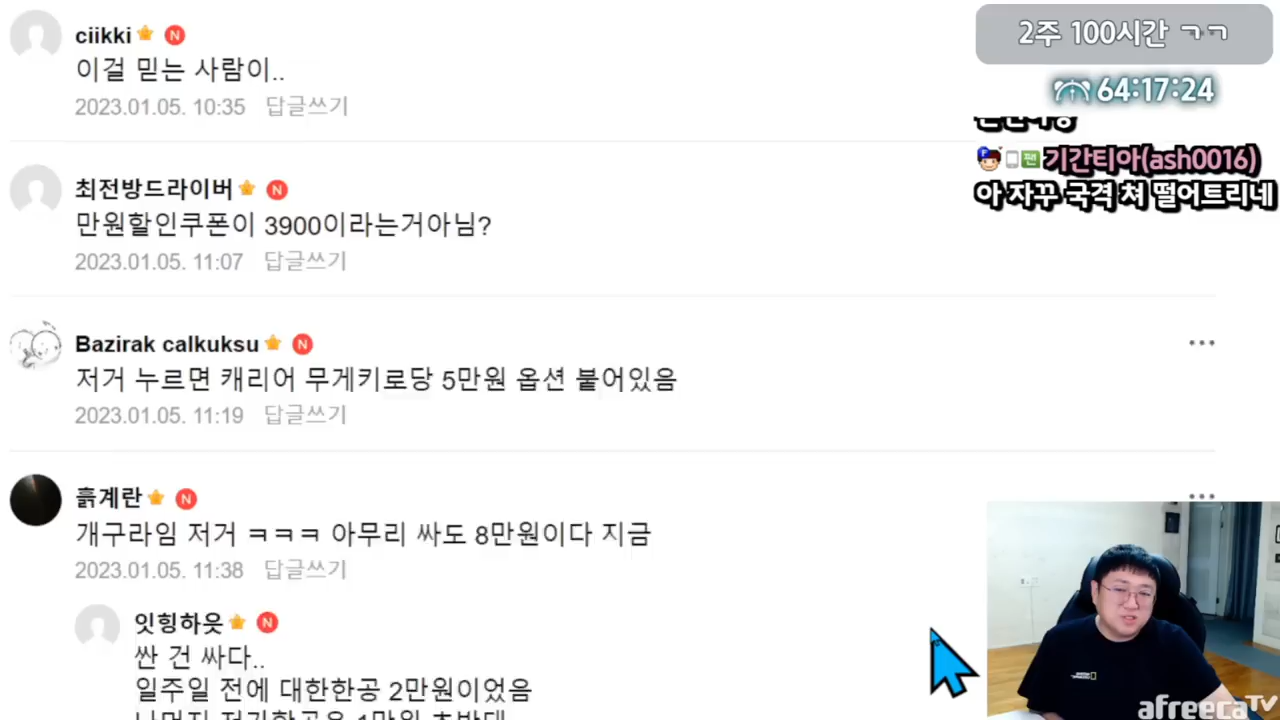 ciikki
이걸 믿는 사람이..
2023.01.05. 10:35 답글쓰기
최전방드라이버
만원할인쿠폰이 3900이라는거아님?
2023.01.05. 11:07 답글쓰기
Bazirak calkuksu
저거 누르면 캐리어 무게키로당 5만원 옵션 붙어있음
2023.01.05. 11:19 답글쓰기
흙계란
개구라임 저거 ㅋㅋㅋ 아무리 싸도 8만원이다 지금
2023.01.05. 11:38 답글쓰기
잇힝하읏
싼 건 싸다..
일주일 전에 대한한공 2만원이었음
2주 100시간 ㄱㄱ
64:17:24
기간티아(ash0016)
아 자꾸 국격 쳐 떨어트리네
afreecaTV